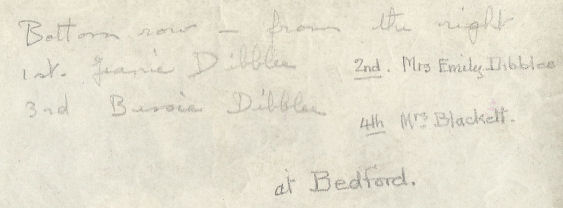 Bottom row – from the right
1st. Jeanie Dibblee 2nd. Mrs Emily Dibblee
3rd Bessie Dibblee
4th Mrs Blackett.
at Bedford.